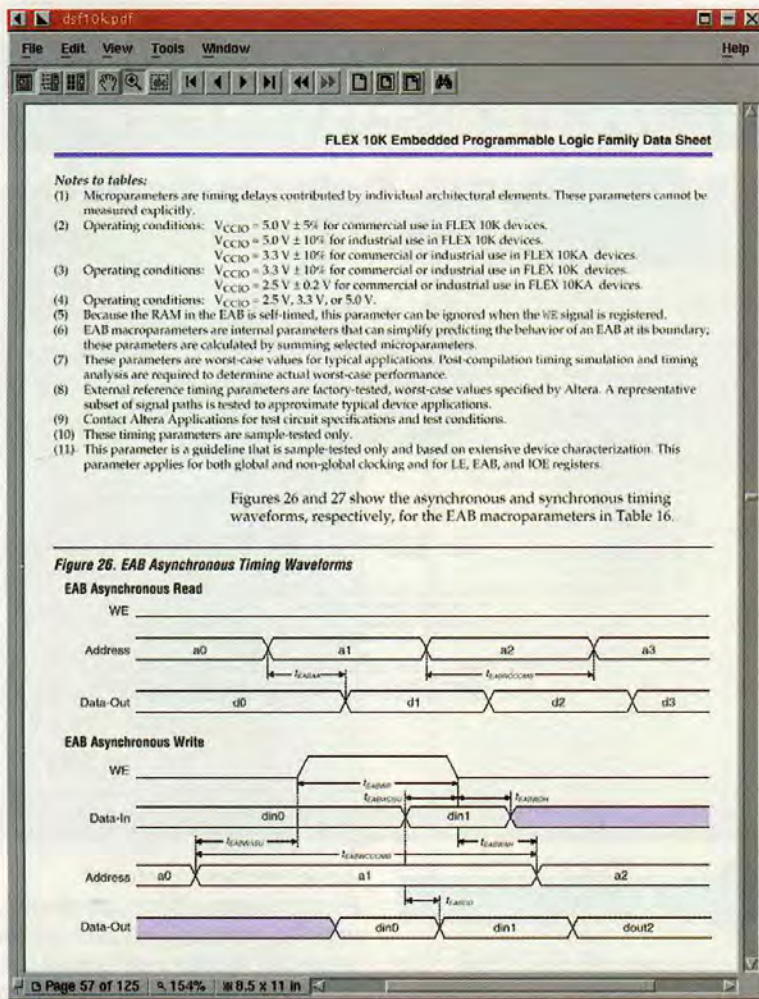 dsf10k.pdf
File Edit View Tools Window Help
FLEX 10K Embedded Programmable Logic Family Data Sheet
Notes to tables:
(1) Microparameters are timing delays contributed by individual architectural elements. These parameters cannot be
measured explicitly.
(2) Operating conditions: VCCIO = 5.0 V ± 5% for commercial use in FLEX 10K devices.
VCCIO = 5.0 V ± 10% for industrial use in FLEX 10K devices.
VCCIO = 3.3 V ± 10% for commercial or industrial use in FLEX 10KA devices.
(3) Operating conditions: VCCIO = 3.3 V ± 10% for commercial or industrial use in FLEX 10K devices.
VCCIO = 2.5 V ± 0.2 V for commercial or industrial use in FLEX 10KA devices.
(4) Operating conditions: VCCIO = 2.5 V, 3.3 V, or 5.0 V.
(5) Because the RAM in the EAB is self-timed, this parameter can be ignored when the WE signal is registered.
(6) EAB macroparameters are internal parameters that can simplify predicting the behavior of an EAB at its boundary;
these parameters are calculated by summing selected microparameters.
(7) These parameters are worst-case values for typical applications. Post-compilation timing simulation and timing
analysis are required to determine actual worst-case performance.
(8) External reference timing parameters are factory-tested, worst-case values specified by Altera. A representative
subset of signal paths is tested to approximate typical device applications.
(9) Contact Altera Applications for test circuit specifications and test conditions.
(10) These timing parameters are sample-tested only.
(11) This parameter is a guideline that is sample-tested only and based on extensive device characterization. This
parameter applies for both global and non-global clocking and for LE, EAB, and IOE registers.
Figures 26 and 27 show the asynchronous and synchronous timing
waveforms, respectively, for the EAB macroparameters in Table 16.
Figure 26. EAB Asynchronous Timing Waveforms
EAB Asynchronous Read
WE
Address a0 a1 a2 a3
tEABAA tEABRCCOMB
Data-Out d0 d1 d2 d3
EAB Asynchronous Write
WE
tEABWP
tEABWDSU tEABWDH
Data-In din0 din1
tEABWASU tEABWAH
tEABWCCOMB
Address a0 a1 a2
tEABDD
Data-Out din0 din1 dout2
Page 57 of 125 154% 8.5 x 11 in